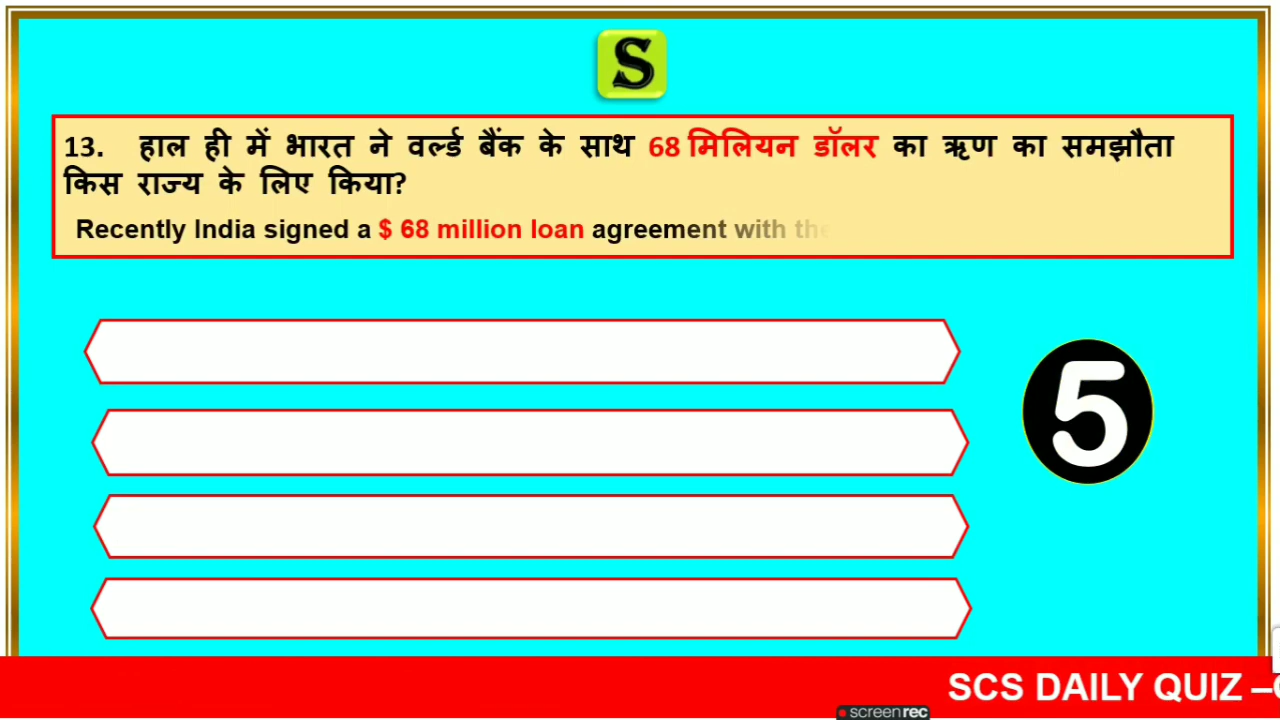 S
13. हाल ही में भारत ने वर्ल्ड बैंक के साथ 68 मिलियन डॉलर का ऋण का समझौता
किस राज्य के लिए किया?
Recently India signed a $ 68 million loan agreement with the
5
SCS DAILY QUIZ –
screenrec